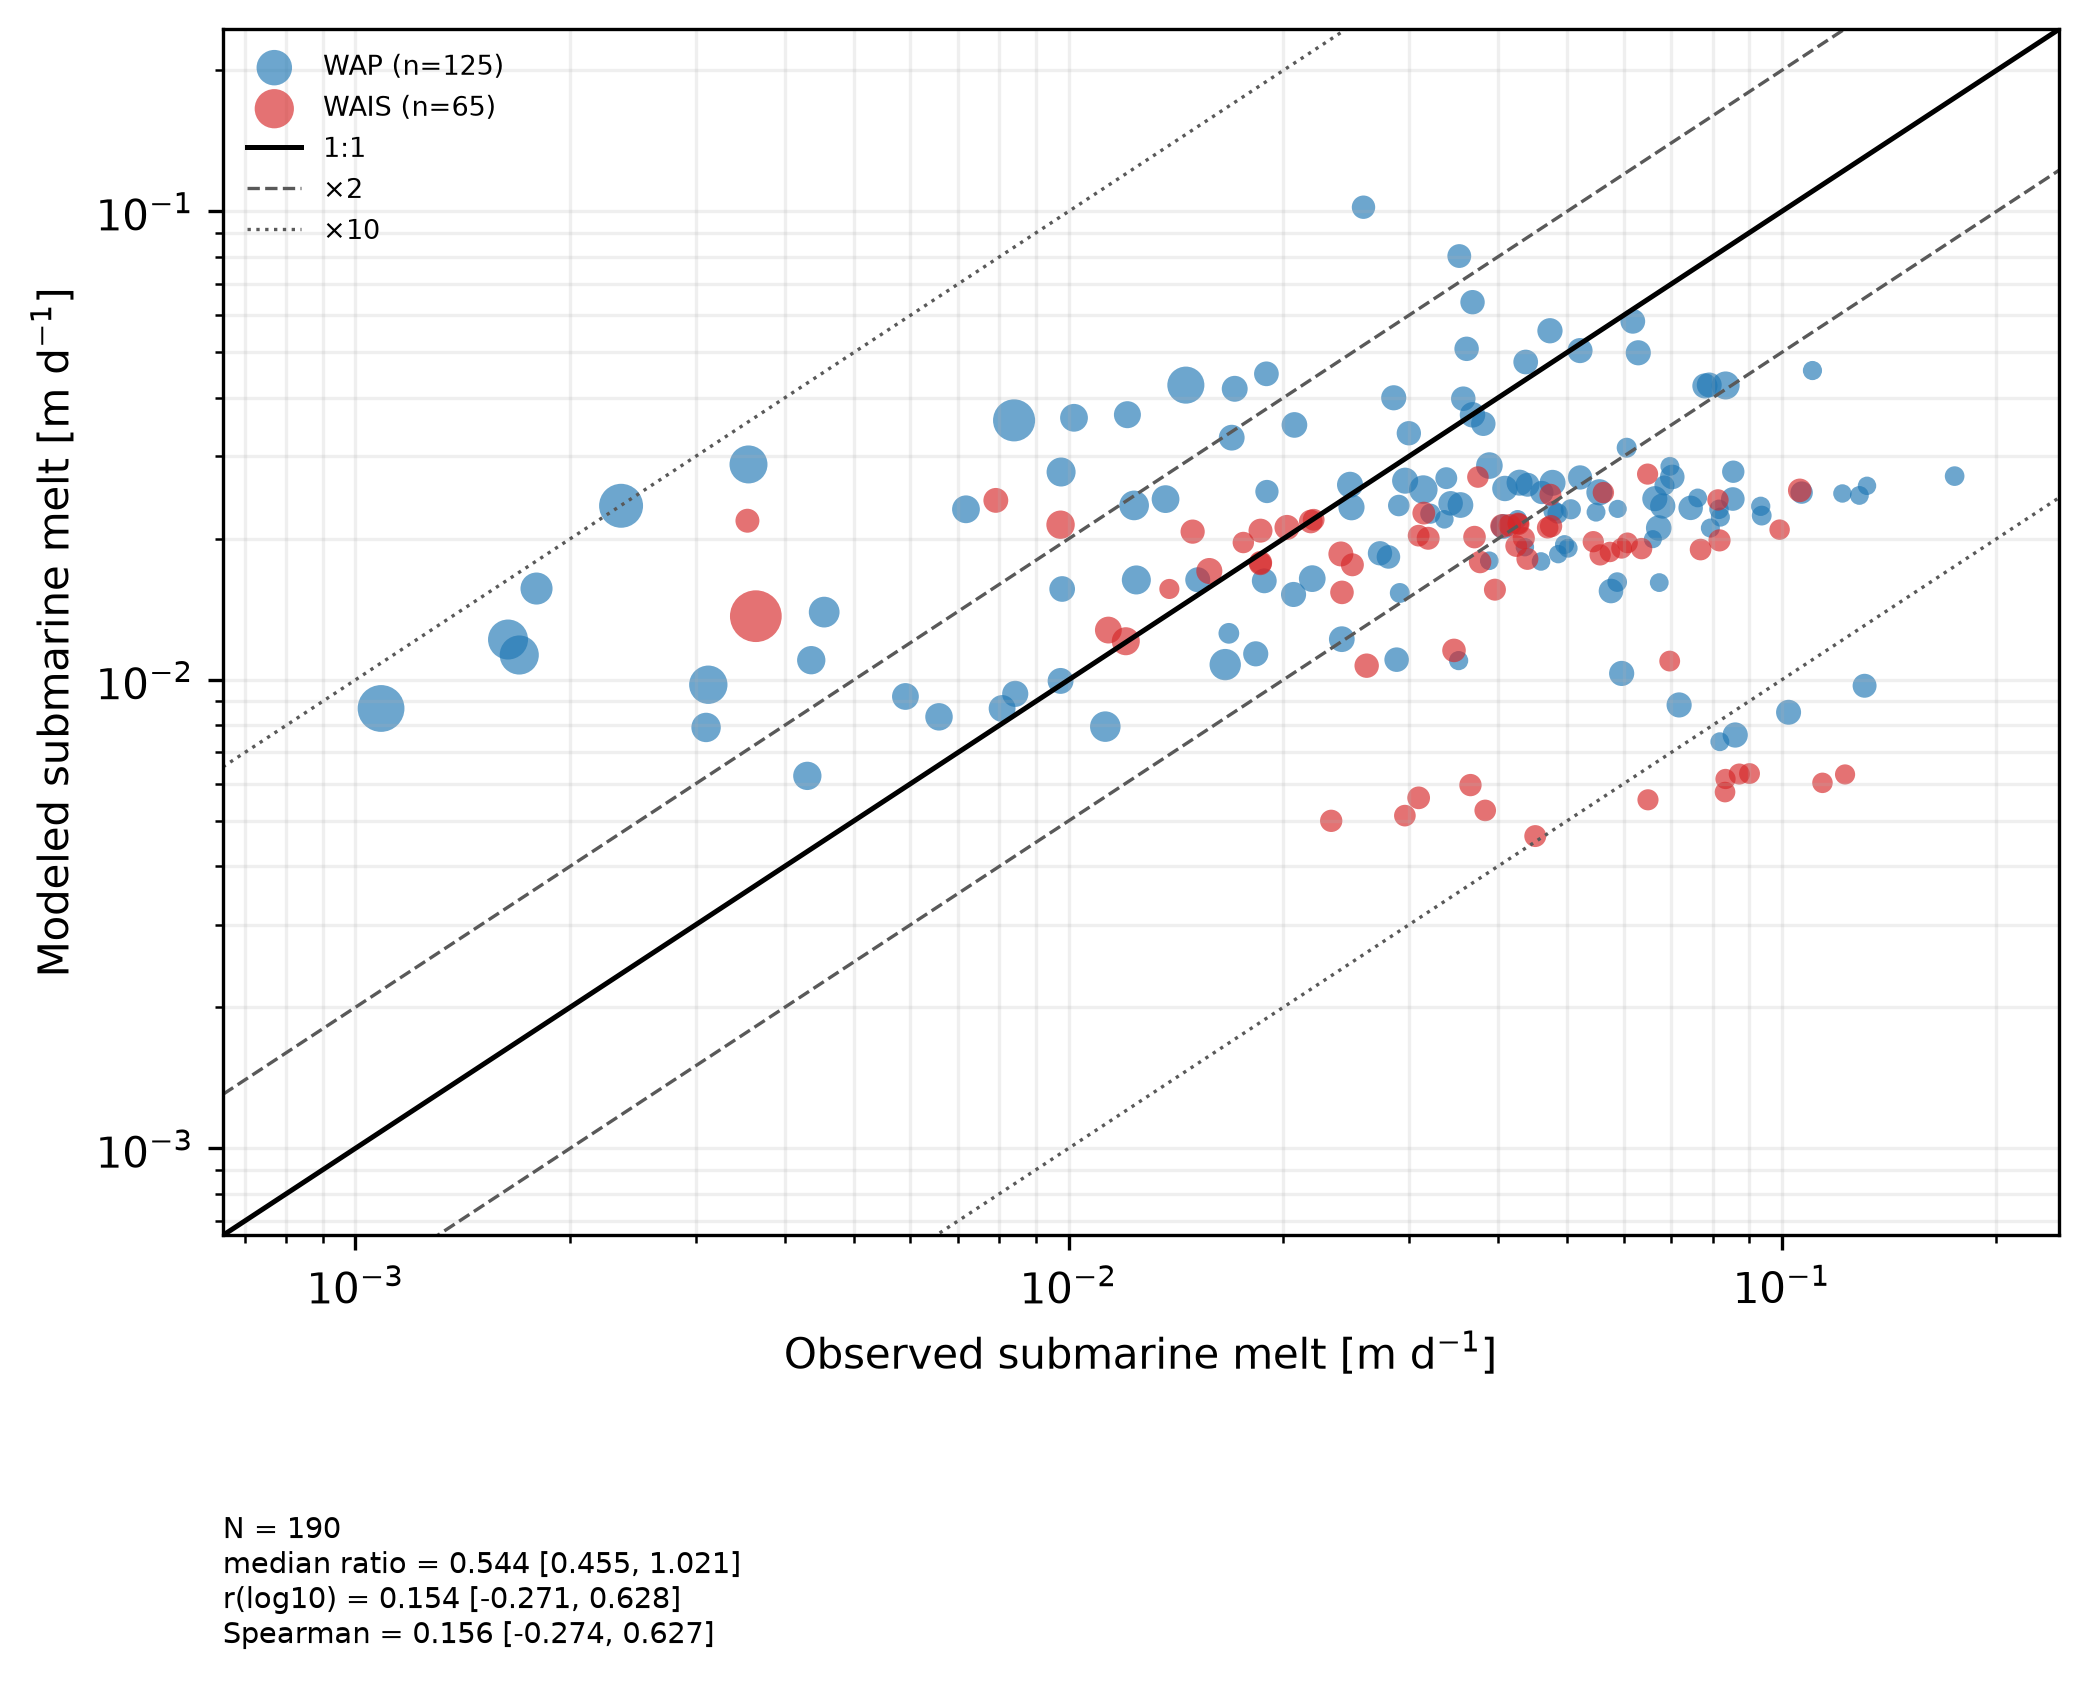 WAP (n=125)
WAIS (n=65)
1:1
×2
×10
10⁻¹
10⁻²
10⁻³
Modeled submarine melt [m d⁻¹]
10⁻³ 10⁻² 10⁻¹
Observed submarine melt [m d⁻¹]
N = 190
median ratio = 0.544 [0.455, 1.021]
r(log10) = 0.154 [-0.271, 0.628]
Spearman = 0.156 [-0.274, 0.627]